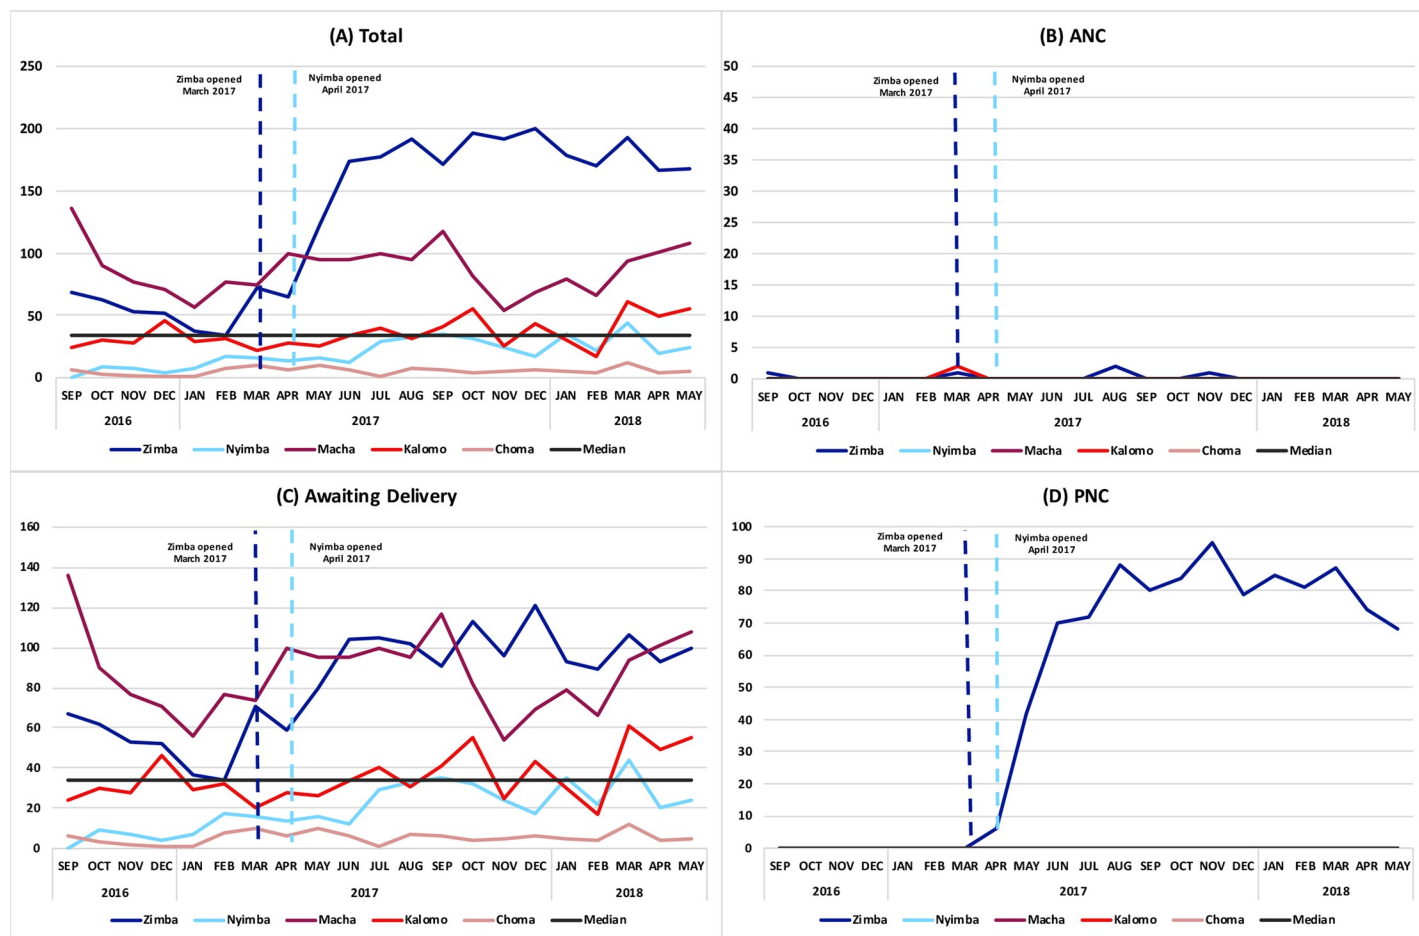 (A) Total
250
200
150
100
50
0
Zimba opened
March 2017
Nyimba opened
April 2017
SEP OCT NOV DEC JAN FEB MAR APR MAY JUN JUL AUG SEP OCT NOV DEC JAN FEB MAR APR MAY
2016 2017 2018
Zimba Nyimba Macha Kalomo Choma Median
(B) ANC
50
45
40
35
30
25
20
15
10
5
0
Zimba opened
March 2017
Nyimba opened
April 2017
SEP OCT NOV DEC JAN FEB MAR APR MAY JUN JUL AUG SEP OCT NOV DEC JAN FEB MAR APR MAY
2016 2017 2018
Zimba Nyimba Macha Kalomo Choma Median
(C) Awaiting Delivery
160
140
120
100
80
60
40
20
0
Zimba opened
March 2017
Nyimba opened
April 2017
SEP OCT NOV DEC JAN FEB MAR APR MAY JUN JUL AUG SEP OCT NOV DEC JAN FEB MAR APR MAY
2016 2017 2018
Zimba Nyimba Macha Kalomo Choma Median
(D) PNC
100
90
80
70
60
50
40
30
20
10
0
Zimba opened
March 2017
Nyimba opened
April 2017
SEP OCT NOV DEC JAN FEB MAR APR MAY JUN JUL AUG SEP OCT NOV DEC JAN FEB MAR APR MAY
2016 2017 2018
Zimba Nyimba Macha Kalomo Choma Median